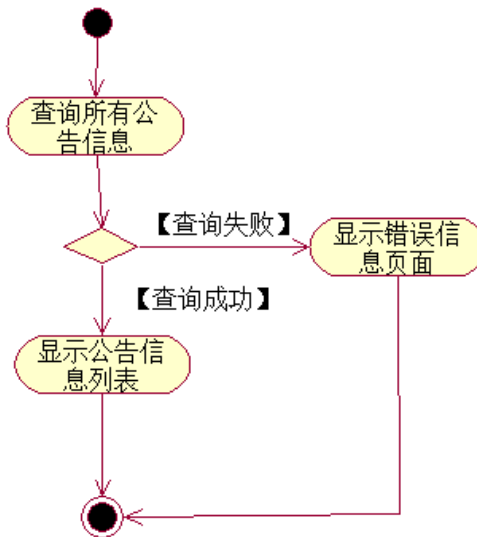 查询所有公
告信息
【查询失败】
显示错误信
息页面
【查询成功】
显示公告信
息列表